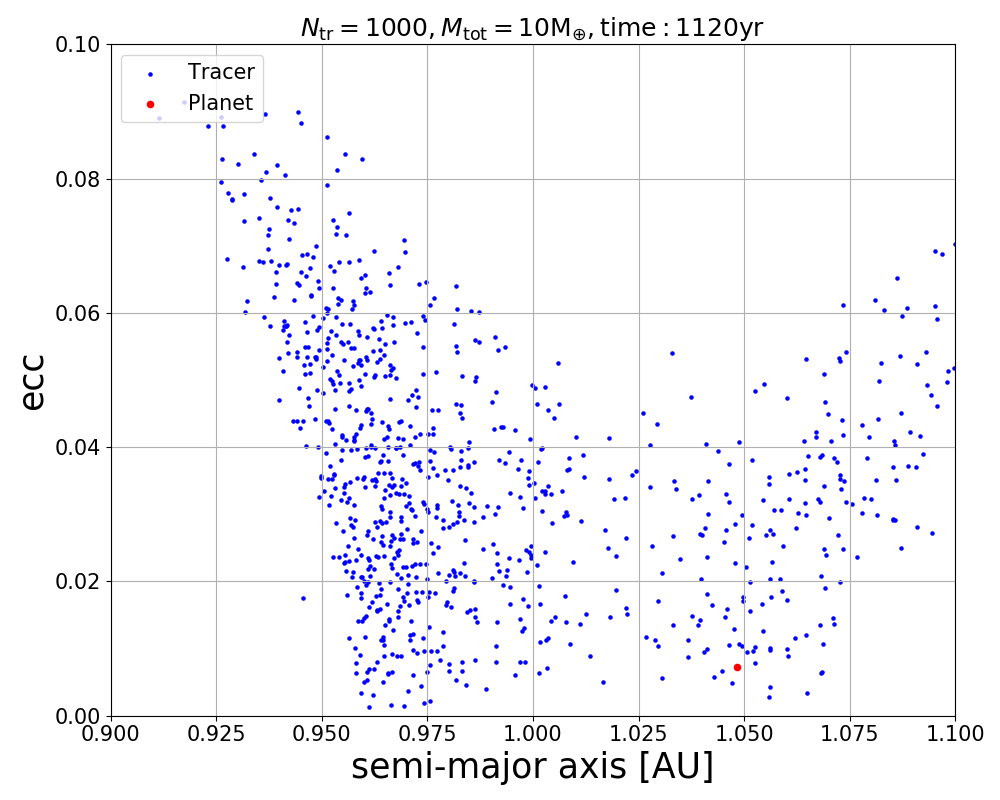 N_tr = 1000, M_tot = 10M_⊕, time : 1120yr
0.10
Tracer
Planet
0.08
0.06
ecc
0.04
0.02
0.00
0.900 0.925 0.950 0.975 1.000 1.025 1.050 1.075 1.100
semi-major axis [AU]